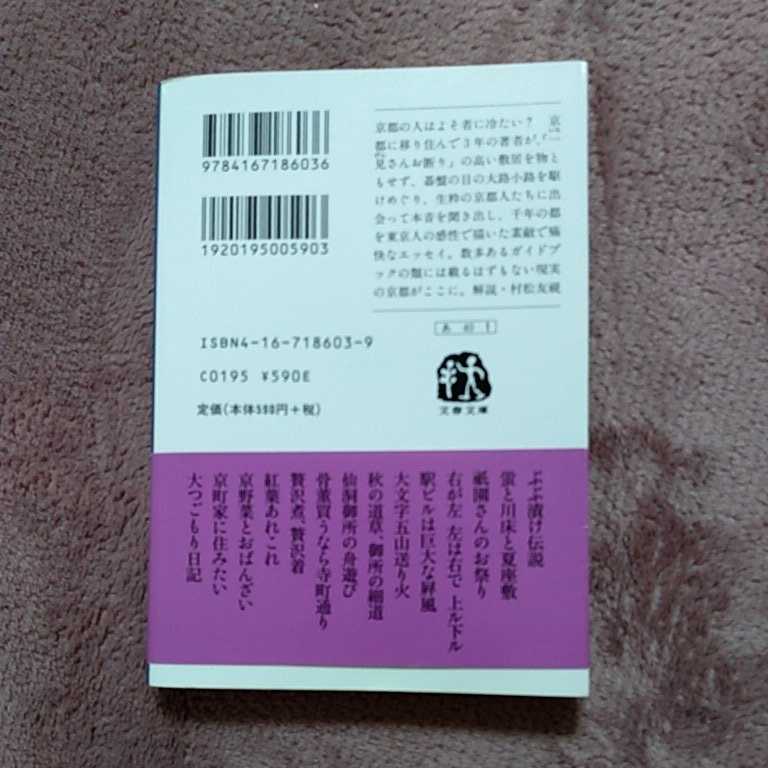 9784167186036
1920195005903
京都の人はよそ者に冷たい？　京
都に移り住んで３年の著者が、「一
見さんお断り」の高い敷居を物と
もせず、碁盤の目の大路小路を駆
けめぐり、生粋の京都人たちに出
会って本音を聞き出し、千年の都
を東京人の感性で描いた素敵で痛
快なエッセイ。数多あるガイドブ
ックの類には載るはずもない現実
の京都がここに。解説・村松友視
ISBN4-16-718603-9
C0195 ¥590E
定価(本体590円+税)
文春文庫
ぶぶ漬け伝説
蛍と川床と夏座敷
祇園さんのお祭り
右が左 左は右で 上ルドル
駅ビルは巨大な屏風
大文字五山送り火
秋の道草、御所の細道
仙洞御所の舟遊び
骨董買うなら寺町通り
贅沢煮、贅沢着
紅葉あれこれ
京野菜とおばんざい
京町家に住みたい
大つごもり日記